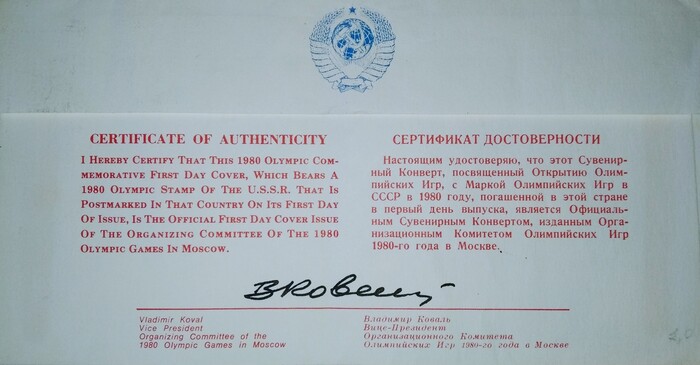 CERTIFICATE OF AUTHENTICITY
I HEREBY CERTIFY THAT THIS 1980 OLYMPIC COM-
MEMORATIVE FIRST DAY COVER, WHICH BEARS A
1980 OLYMPIC STAMP OF THE U.S.S.R. THAT IS
POSTMARKED IN THAT COUNTRY ON ITS FIRST DAY
OF ISSUE, IS THE OFFICIAL FIRST DAY COVER ISSUE
OF THE ORGANIZING COMMITTEE OF THE 1980
OLYMPIC GAMES IN MOSCOW.
СЕРТИФИКАТ ДОСТОВЕРНОСТИ
Настоящим удостоверяю, что этот Сувенир-
ный Конверт, посвященный Открытию Олим-
пийских Игр, с Маркой Олимпийских Игр в
СССР в 1980 году, погашенной в этой стране
в первый день выпуска, является Официаль-
ным Сувенирным Конвертом, изданным Орга-
низационным Комитетом Олимпийских Игр
1980-го года в Москве.
ВКоваль
Vladimir Koval
Vice President
Organizing Committee of the
1980 Olympic Games in Moscow
Владимир Коваль
Вице-Президент
Организационного Комитета
Олимпийских Игр 1980-го года в Москве